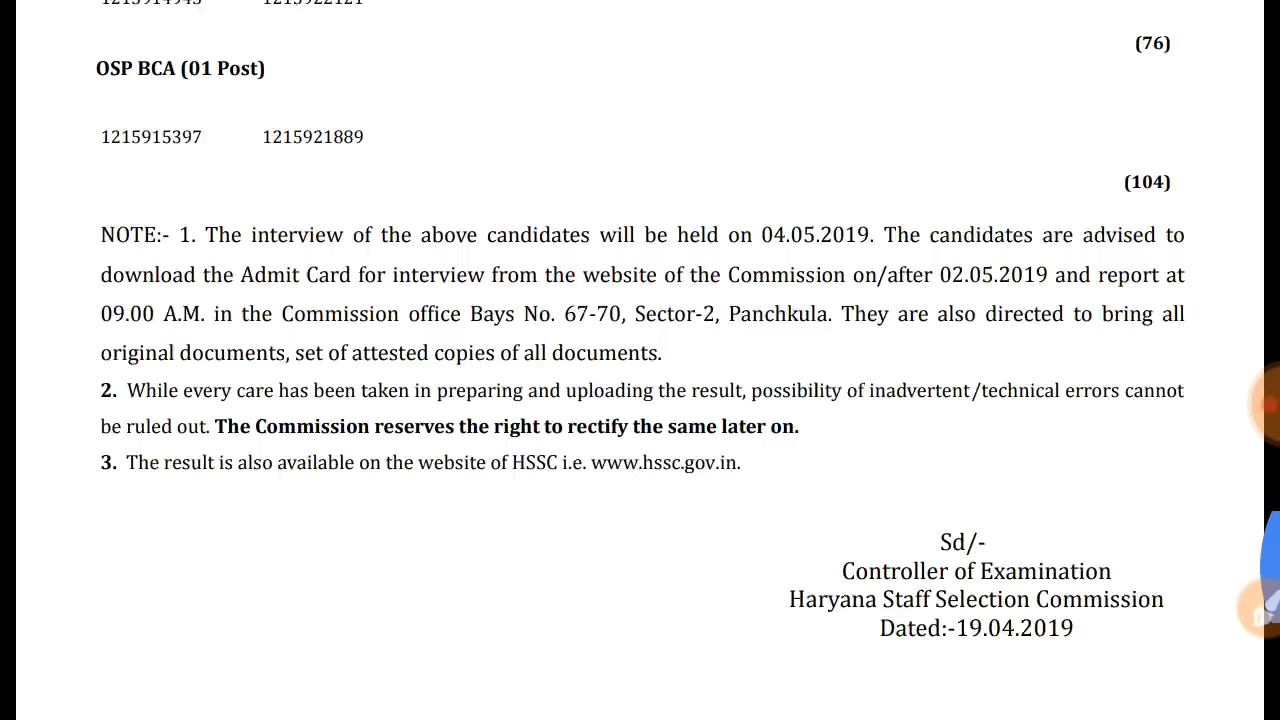 (76)
OSP BCA (01 Post)
1215915397 1215921889
(104)
NOTE:- 1. The interview of the above candidates will be held on 04.05.2019. The candidates are advised to
download the Admit Card for interview from the website of the Commission on/after 02.05.2019 and report at
09.00 A.M. in the Commission office Bays No. 67-70, Sector-2, Panchkula. They are also directed to bring all
original documents, set of attested copies of all documents.
2. While every care has been taken in preparing and uploading the result, possibility of inadvertent/technical errors cannot
be ruled out. The Commission reserves the right to rectify the same later on.
3. The result is also available on the website of HSSC i.e. www.hssc.gov.in.
Sd/-
Controller of Examination
Haryana Staff Selection Commission
Dated:-19.04.2019